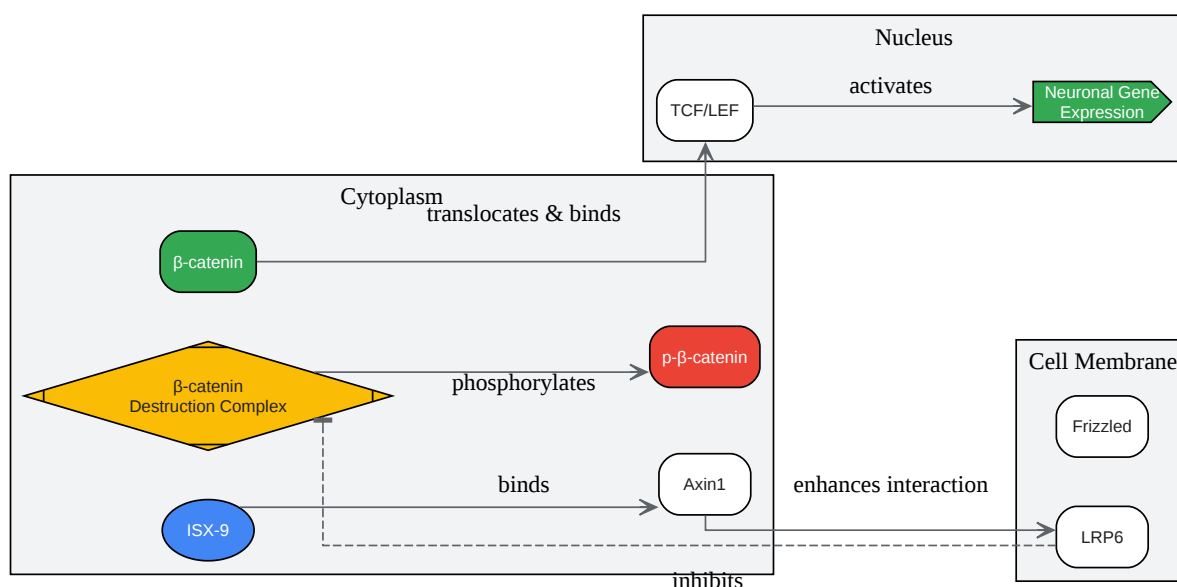 Nucleus
activates
TCF/LEF
Neuronal Gene
Expression
Cytoplasm
translocates & binds
β-catenin
p-β-catenin
phosphorylates
β-catenin
Destruction Complex
Cell Membrane
Frizzled
binds
Axin1
enhances interaction
ISX-9
LRP6
inhibits